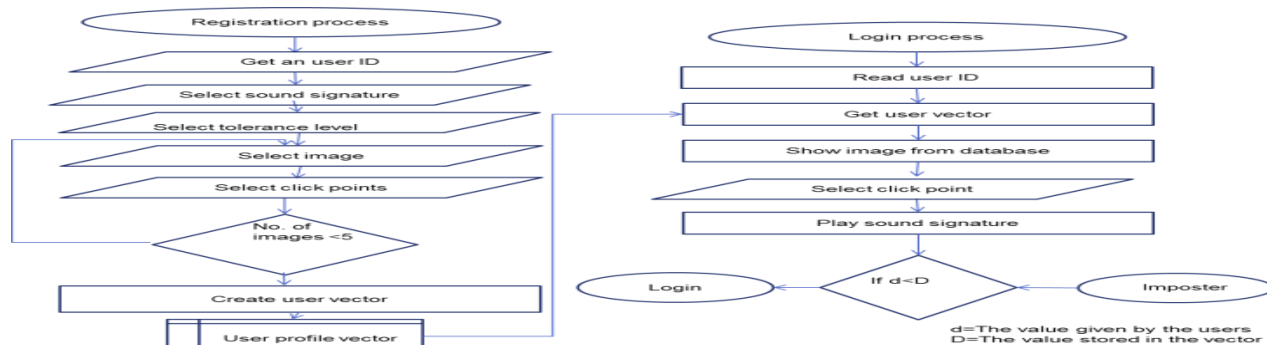 Registration process
Get an user ID
Select sound signature
Select tolerance level
Select image
Select click points
No. of
images <5
Create user vector
User profile vector
Login process
Read user ID
Get user vector
Show image from database
Select click point
Play sound signature
If d<D
Login
Imposter
d=The value given by the users
D=The value stored in the vector